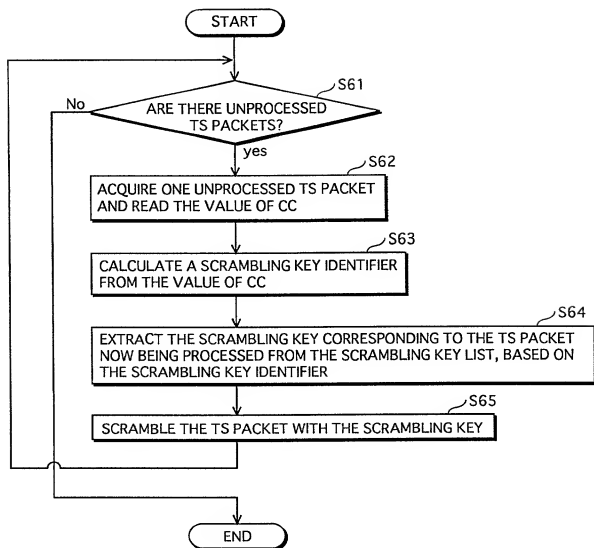 START
S61
No
ARE THERE UNPROCESSED
TS PACKETS?
yes
S62
ACQUIRE ONE UNPROCESSED TS PACKET
AND READ THE VALUE OF CC
S63
CALCULATE A SCRAMBLING KEY IDENTIFIER
FROM THE VALUE OF CC
S64
EXTRACT THE SCRAMBLING KEY CORRESPONDING TO THE TS PACKET
NOW BEING PROCESSED FROM THE SCRAMBLING KEY LIST, BASED ON
THE SCRAMBLING KEY IDENTIFIER
S65
SCRAMBLE THE TS PACKET WITH THE SCRAMBLING KEY
END